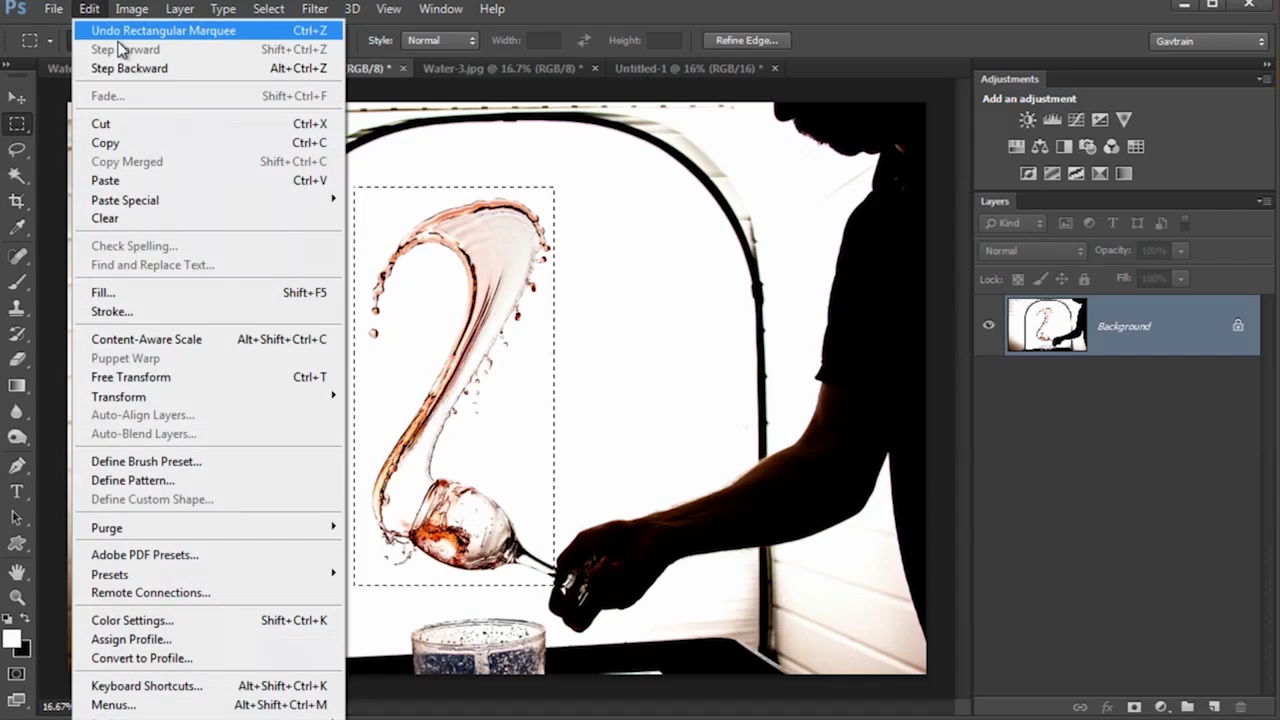 Ps File Edit Image Layer Type Select Filter 3D View Window Help
Style: Normal Width: Height: Refine Edge... Gavtrain
RGB/8) * × Water-3.jpg @ 16.7% (RGB/8) * × Untitled-1 @ 16% (RGB/16) * ×
Undo Rectangular Marquee Ctrl+Z
Shift+Ctrl+Z
Step Backward Alt+Ctrl+Z
Fade... Shift+Ctrl+F
Cut Ctrl+X
Copy Ctrl+C
Copy Merged Shift+Ctrl+C
Paste Ctrl+V
Paste Special
Clear
Check Spelling...
Find and Replace Text...
Fill... Shift+F5
Stroke...
Content-Aware Scale Alt+Shift+Ctrl+C
Puppet Warp
Free Transform Ctrl+T
Transform
Auto-Align Layers...
Auto-Blend Layers...
Define Brush Preset...
Define Pattern...
Define Custom Shape...
Purge
Adobe PDF Presets...
Presets
Remote Connections...
Color Settings... Shift+Ctrl+K
Assign Profile...
Convert to Profile...
Keyboard Shortcuts... Alt+Shift+Ctrl+K
Menus... Alt+Shift+Ctrl+M
16.67%
Adjustments
Add an adjustment
Layers
Kind
Normal Opacity: 100%
Lock: Fill: 100%
Background